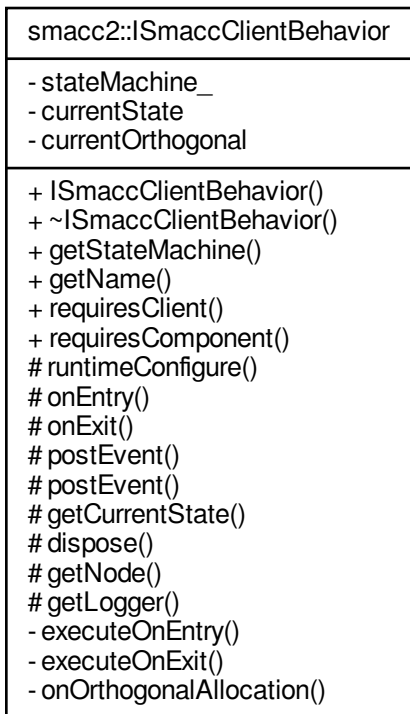 smacc2::ISmaccClientBehavior
- stateMachine_
- currentState
- currentOrthogonal
+ ISmaccClientBehavior()
+ ~ISmaccClientBehavior()
+ getStateMachine()
+ getName()
+ requiresClient()
+ requiresComponent()
# runtimeConfigure()
# onEntry()
# onExit()
# postEvent()
# postEvent()
# getCurrentState()
# dispose()
# getNode()
# getLogger()
- executeOnEntry()
- executeOnExit()
- onOrthogonalAllocation()